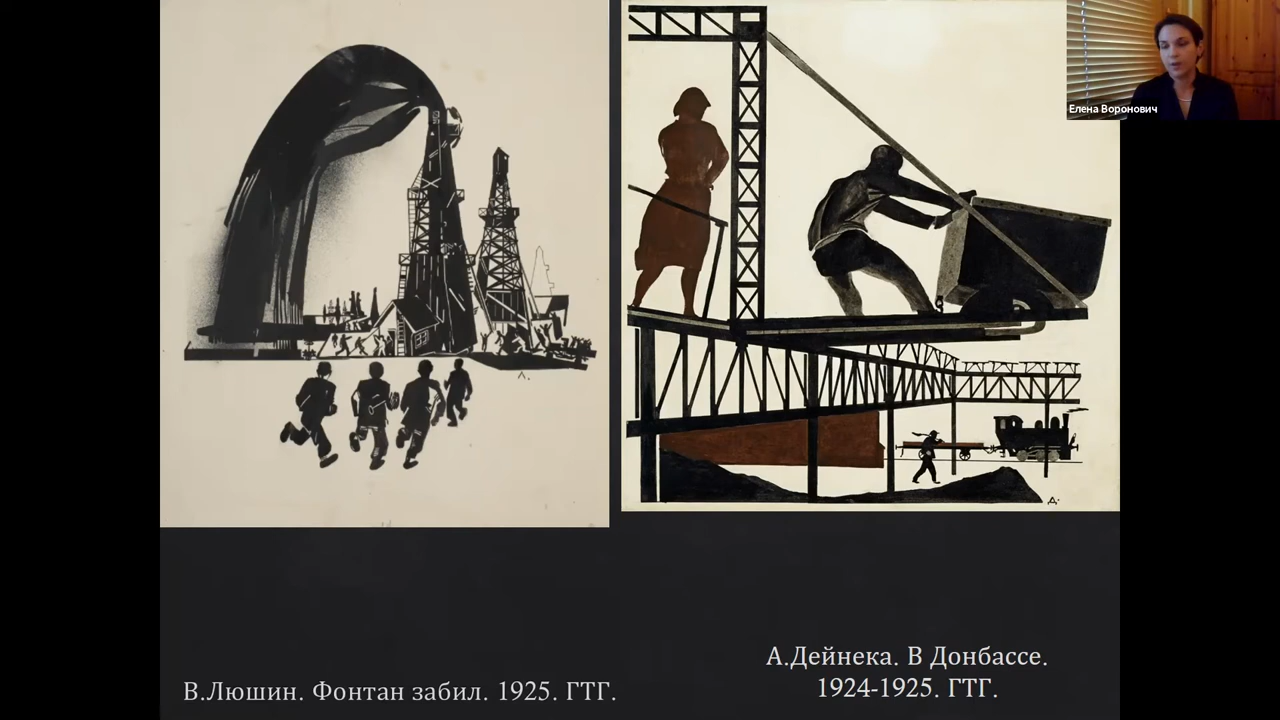 Елена Воронович
Л.
Д.
В.Люшин. Фонтан забил. 1925. ГТГ.
А.Дейнека. В Донбассе.
1924-1925. ГТГ.